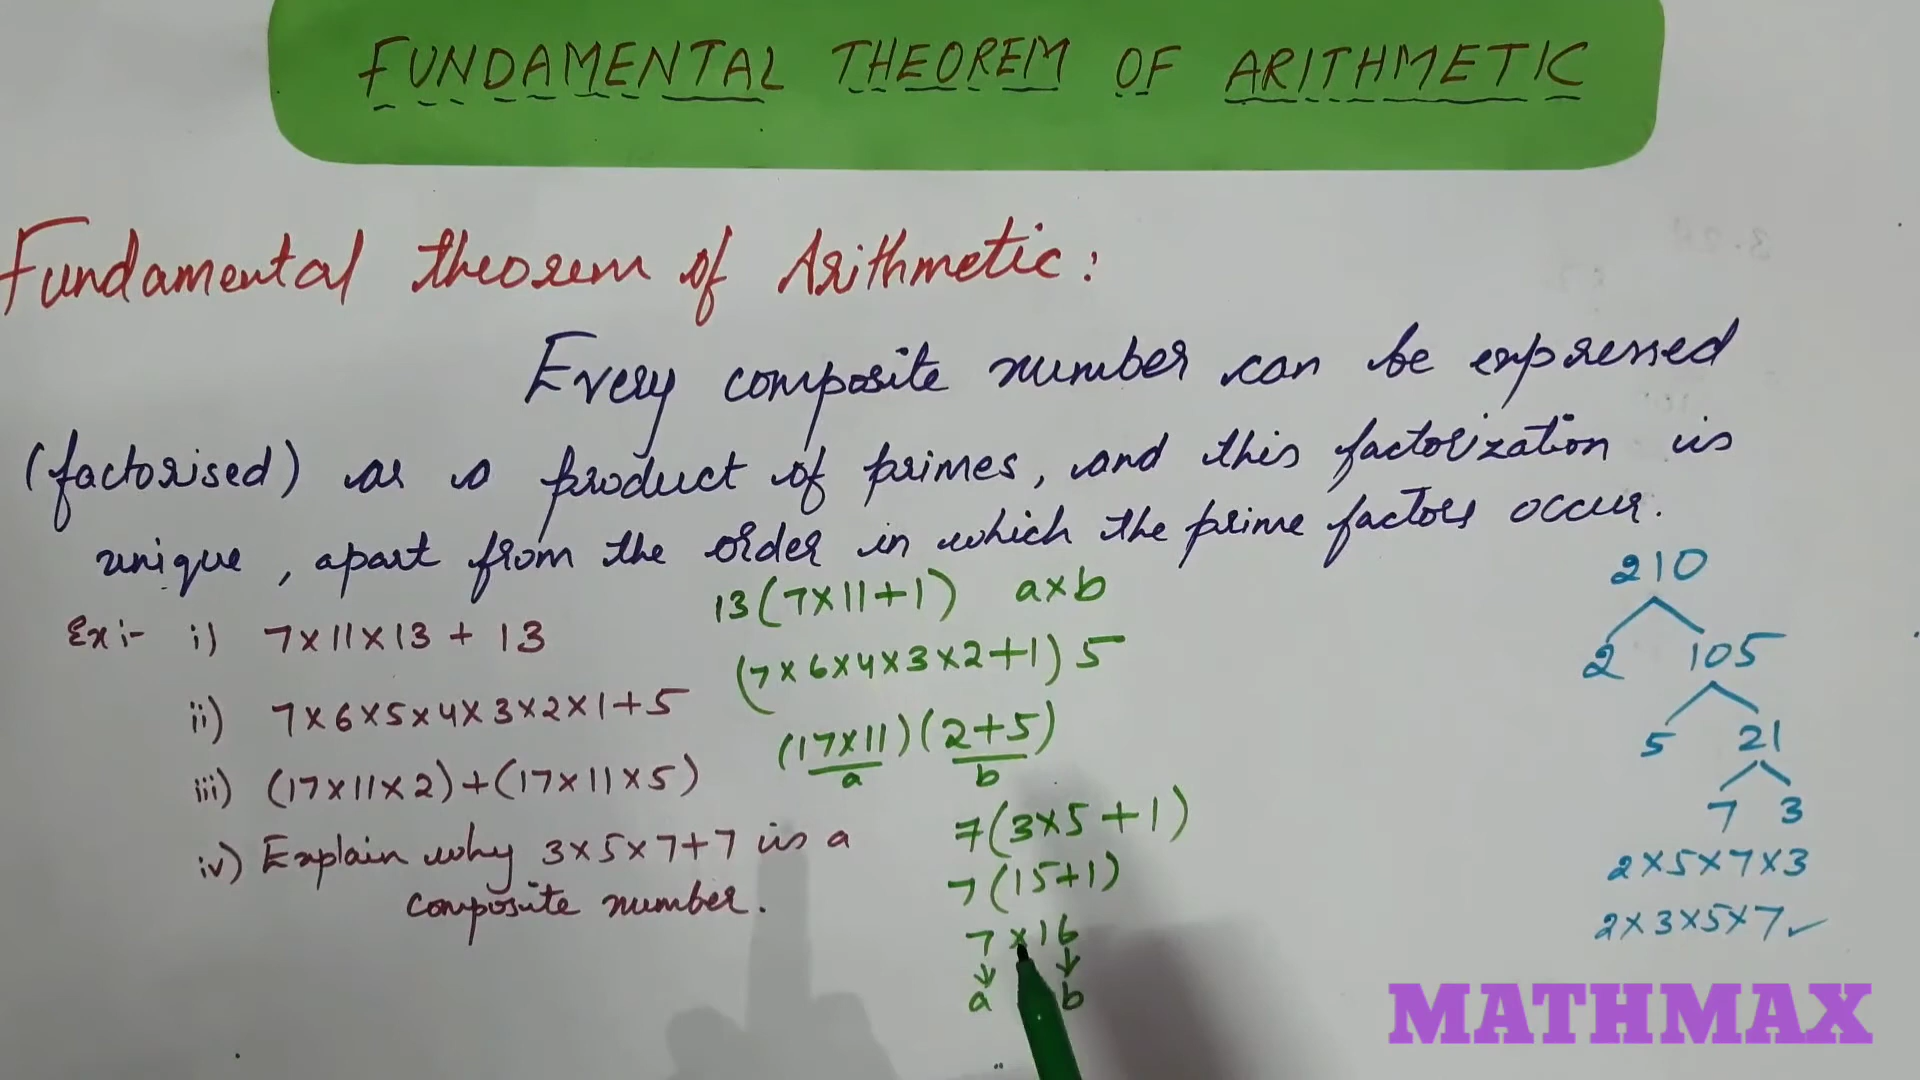 FUNDAMENTAL THEOREM OF ARITHMETIC
Fundamental theorem of Arithmetic:
Every composite number can be expressed
(factorised) as a product of primes, and this factorization is
unique, apart from the order in which the prime factors occur.
Ex:- i) 7×11×13 + 13
ii) 7×6×5×4×3×2×1+5
iii) (17×11×2)+(17×11×5)
iv) Explain why 3×5×7+7 is a
composite number.
13(7×11+1) a×b
(7×6×4×3×2+1) 5
(17×11)(2+5)
a b
7(3×5+1)
7(15+1)
7×16
↓ ↓
a b
210
2 105
5 21
7 3
2×5×7×3
2×3×5×7✓
MATHMAX